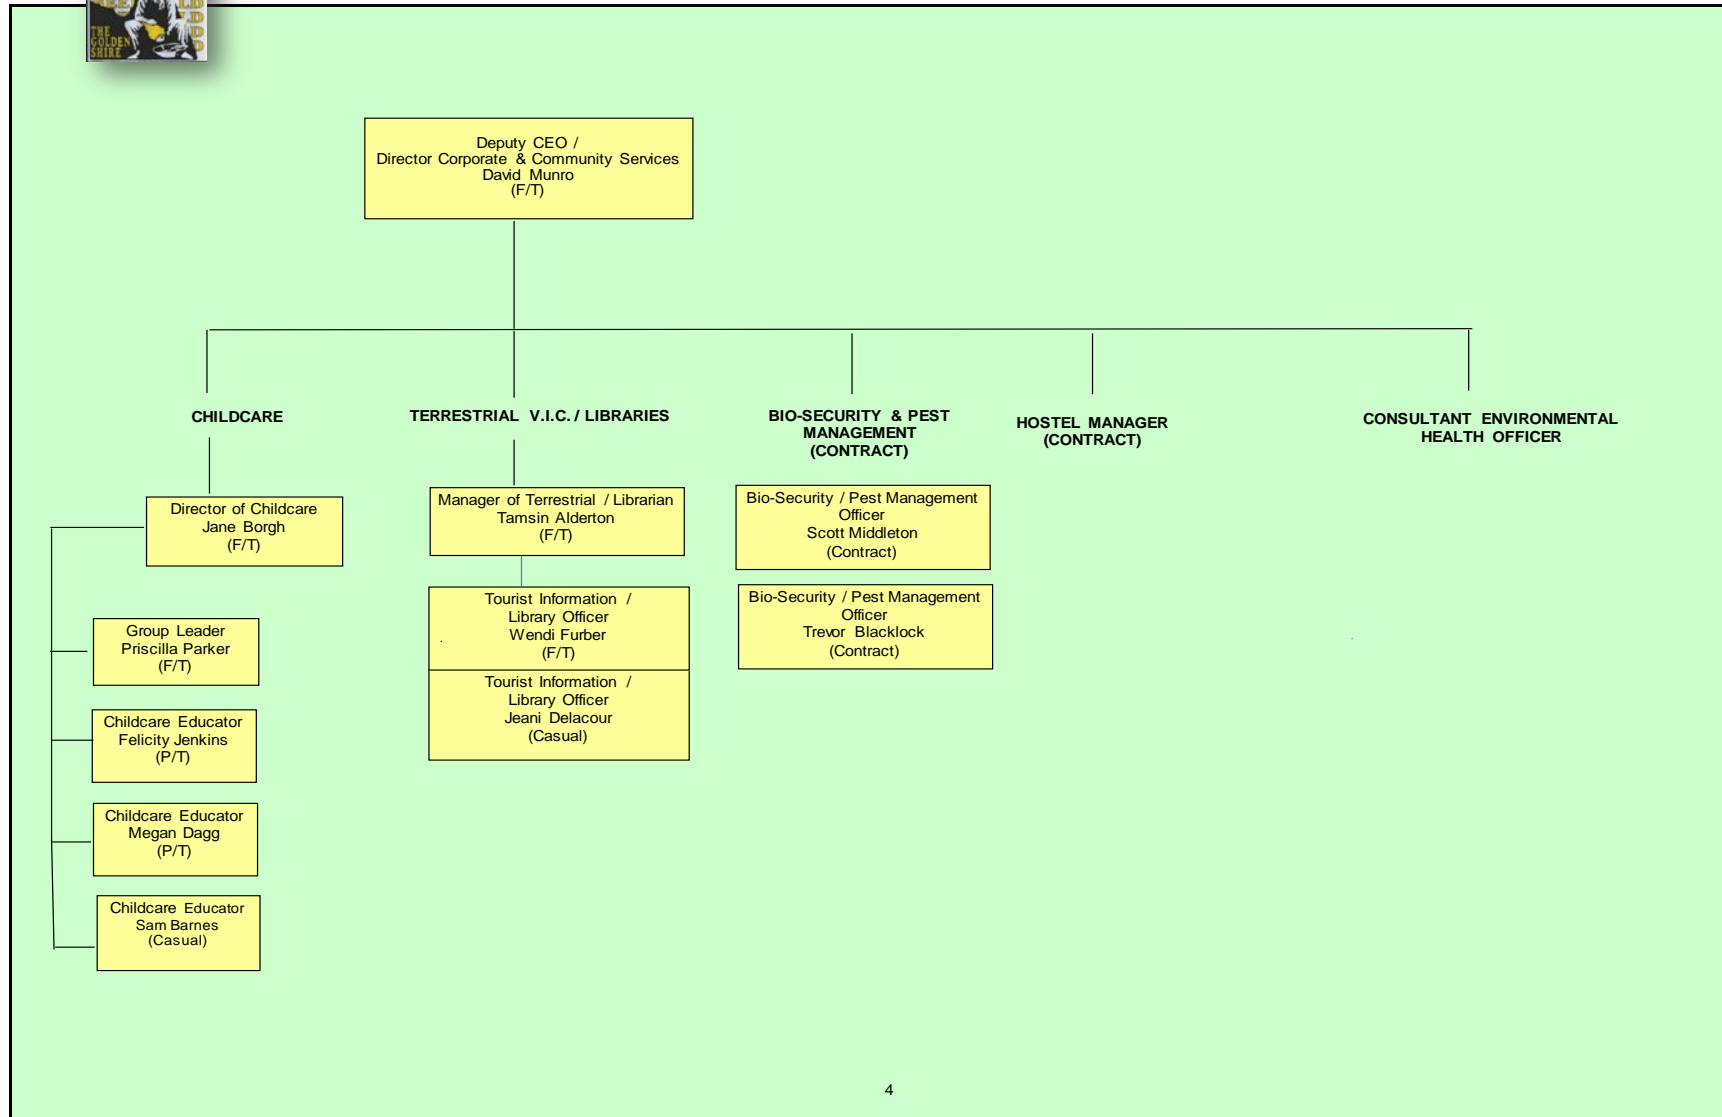 THE
GOLDEN
SHIRE
Deputy CEO /
Director Corporate & Community Services
David Munro
(F/T)
CHILDCARE
Director of Childcare
Jane Borgh
(F/T)
Group Leader
Priscilla Parker
(F/T)
Childcare Educator
Felicity Jenkins
(P/T)
Childcare Educator
Megan Dagg
(P/T)
Childcare Educator
Sam Barnes
(Casual)
TERRESTRIAL V.I.C. / LIBRARIES
Manager of Terrestrial / Librarian
Tamsin Alderton
(F/T)
Tourist Information /
Library Officer
Wendi Furber
(F/T)
Tourist Information /
Library Officer
Jeani Delacour
(Casual)
BIO-SECURITY & PEST
MANAGEMENT
(CONTRACT)
Bio-Security / Pest Management
Officer
Scott Middleton
(Contract)
Bio-Security / Pest Management
Officer
Trevor Blacklock
(Contract)
HOSTEL MANAGER
(CONTRACT)
CONSULTANT ENVIRONMENTAL
HEALTH OFFICER
4